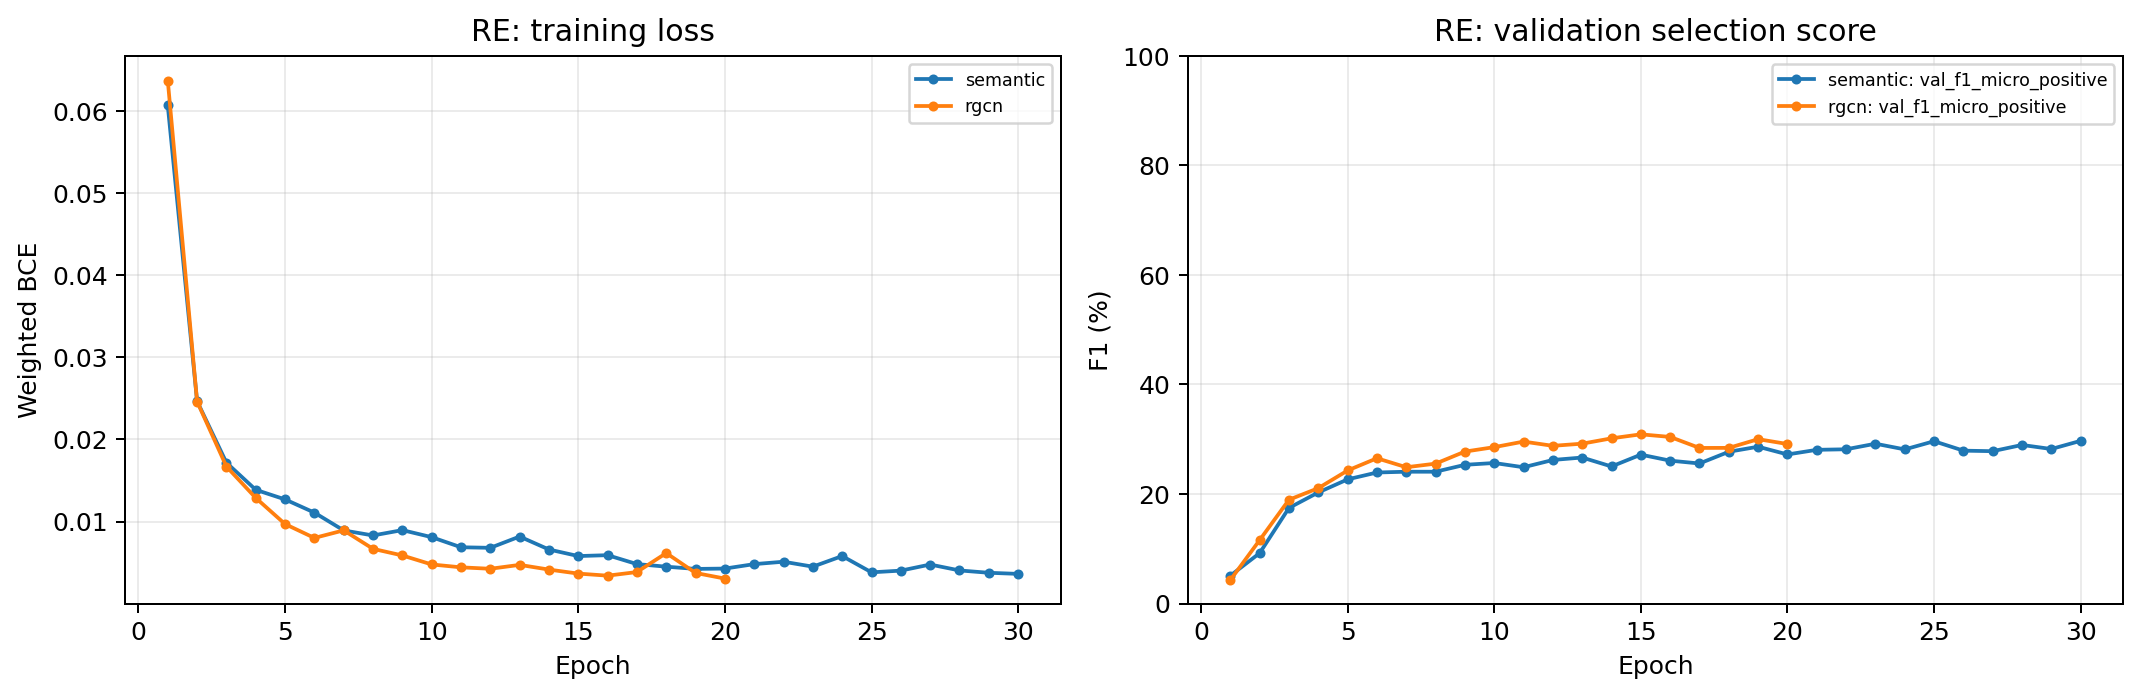 RE: training loss
Weighted BCE
0.06
0.05
0.04
0.03
0.02
0.01
semantic
rgcn
0 5 10 15 20 25 30
Epoch
RE: validation selection score
F1 (%)
100
80
60
40
20
0
semantic: val_f1_micro_positive
rgcn: val_f1_micro_positive
0 5 10 15 20 25 30
Epoch